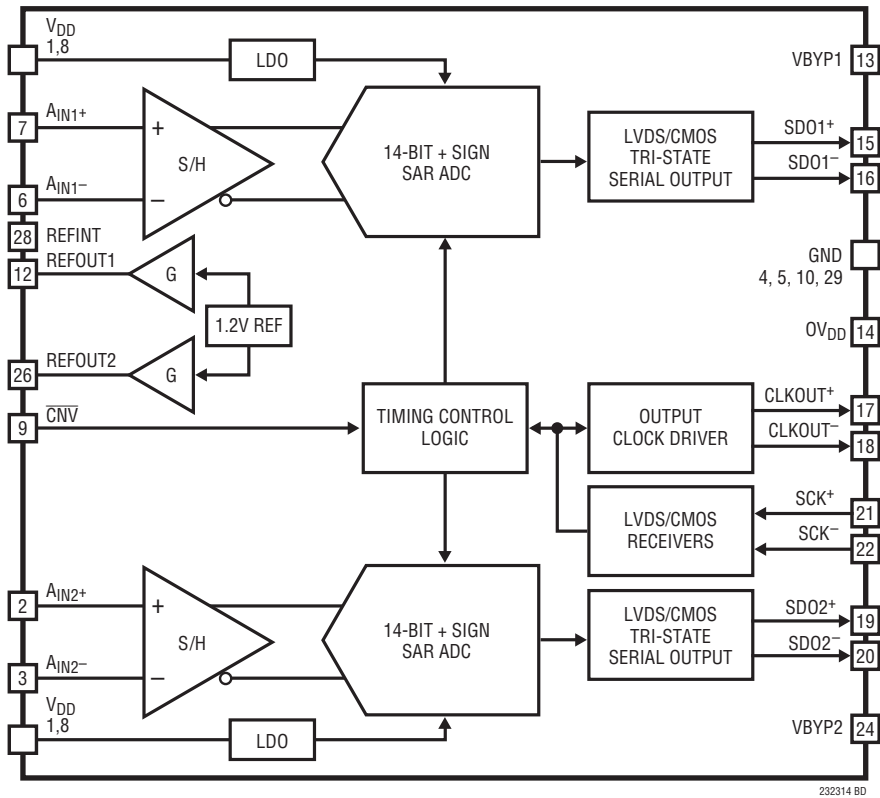 VDD
1,8
LDO
VBYP1
13
7
AIN1+
+
S/H
14-BIT + SIGN
SAR ADC
LVDS/CMOS
TRI-STATE
SERIAL OUTPUT
SDO1+
15
SDO1–
16
6
AIN1–
–
28
REFINT
12
REFOUT1
G
1.2V REF
GND
4, 5, 10, 29
OVDD
14
26
REFOUT2
G
9
CNV
TIMING CONTROL
LOGIC
OUTPUT
CLOCK DRIVER
CLKOUT+
17
CLKOUT–
18
LVDS/CMOS
RECEIVERS
SCK+
21
SCK–
22
2
AIN2+
+
S/H
14-BIT + SIGN
SAR ADC
LVDS/CMOS
TRI-STATE
SERIAL OUTPUT
SDO2+
19
SDO2–
20
3
AIN2–
–
VDD
1,8
LDO
VBYP2
24
232314 BD